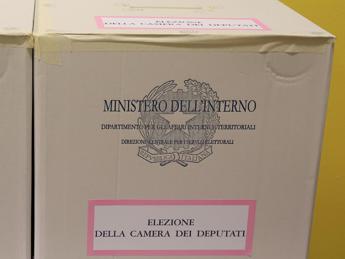 ELEZIONE
DELLA CAMERA DEI DEPUTATI
MINISTERO DELL'INTERNO
DIPARTIMENTO PER GLI AFFARI INTERNI E TERRITORIALI
DIREZIONE CENTRALE PER I SERVIZI ELETTORALI
REPUBBLICA ITALIANA
ELEZIONE
DELLA CAMERA DEI DEPUTATI